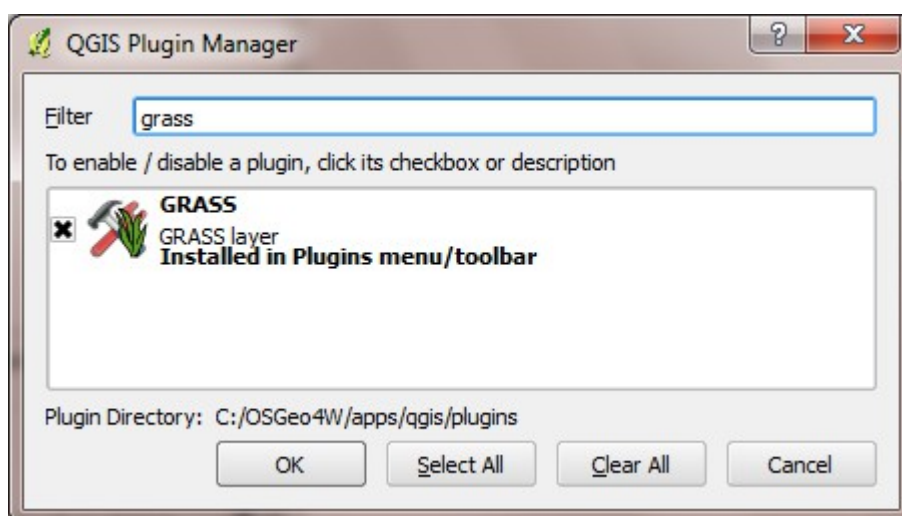 QGIS Plugin Manager
Filter grass
To enable / disable a plugin, click its checkbox or description
GRASS
GRASS layer
Installed in Plugins menu/toolbar
Plugin Directory: C:/OSGeo4W/apps/qgis/plugins
OK Select All Clear All Cancel